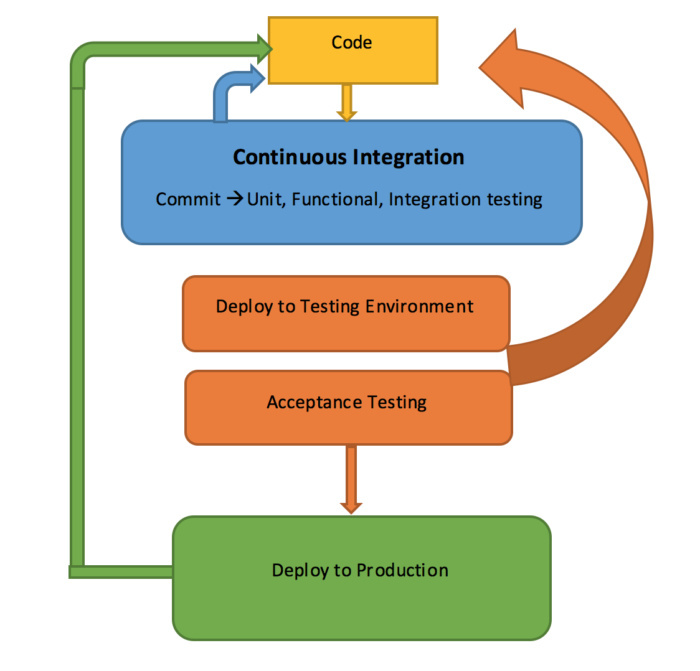 Code
Continuous Integration
Commit → Unit, Functional, Integration testing
Deploy to Testing Environment
Acceptance Testing
Deploy to Production